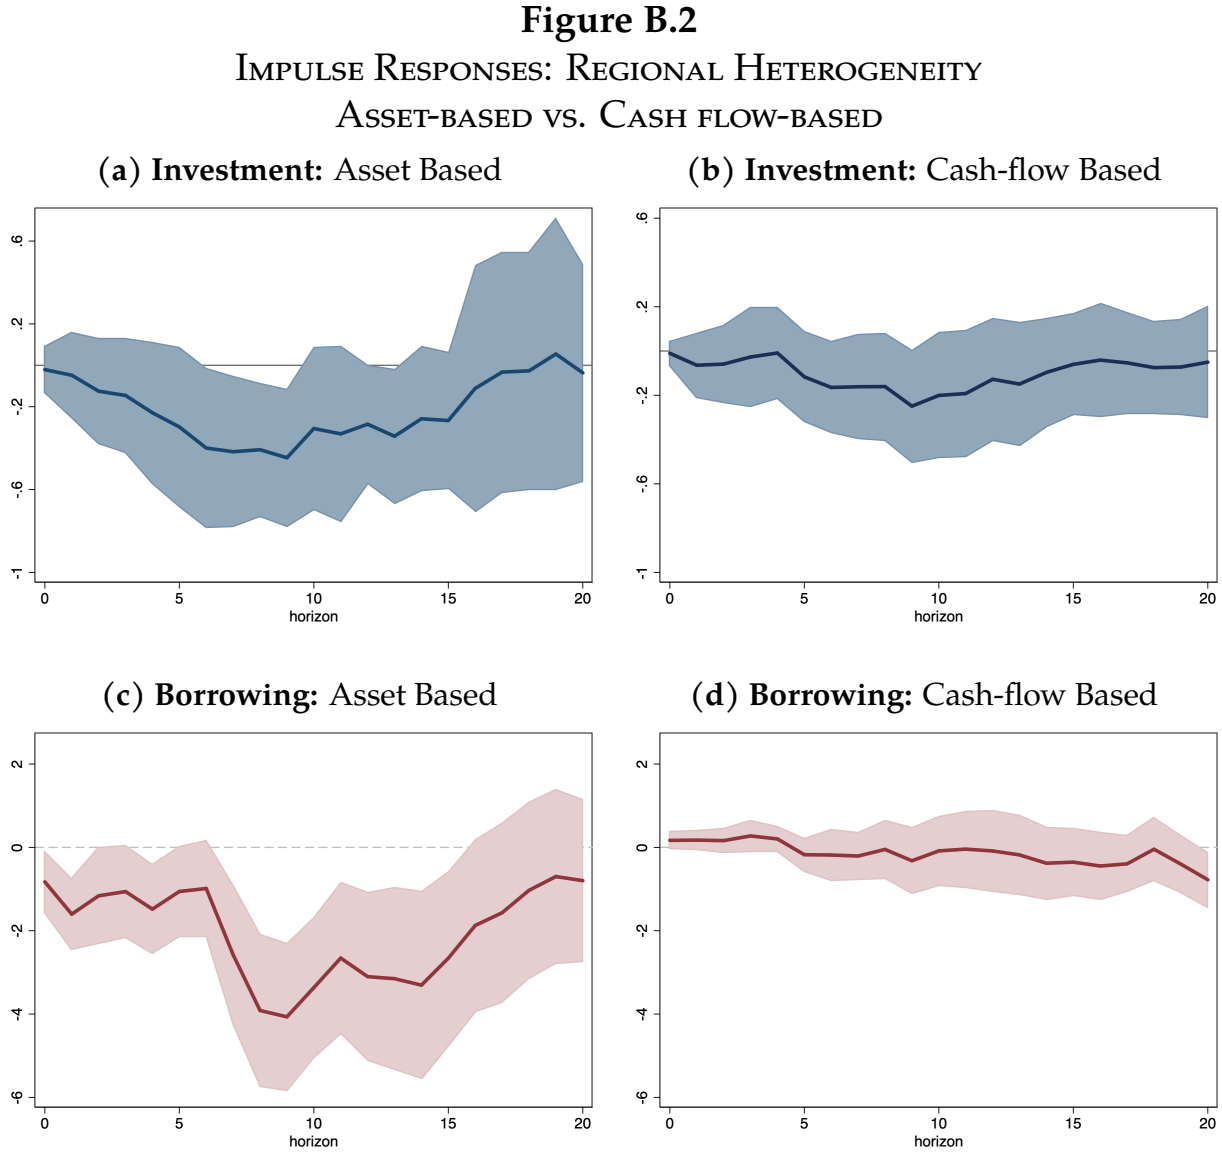 Figure B.2
Impulse Responses: Regional Heterogeneity
Asset-based vs. Cash flow-based
(a) Investment: Asset Based
.6
.2
-.2
-.6
-1
0 5 10 15 20
horizon
(b) Investment: Cash-flow Based
.6
.2
-.2
-.6
-1
0 5 10 15 20
horizon
(c) Borrowing: Asset Based
2
0
-2
-4
-6
0 5 10 15 20
horizon
(d) Borrowing: Cash-flow Based
2
0
-2
-4
-6
0 5 10 15 20
horizon